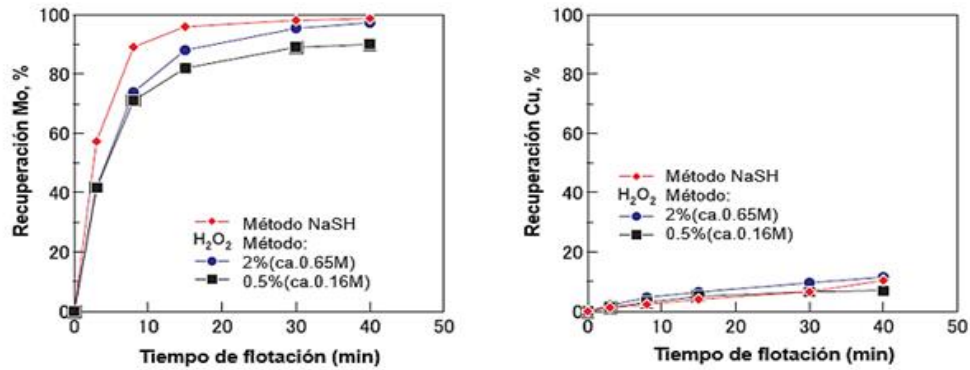 100
80
60
40
20
0
Recuperación Mo, %
Método NaSH
H₂O₂ Método:
2%(ca.0.65M)
0.5%(ca.0.16M)
0 10 20 30 40 50
Tiempo de flotación (min)
100
80
60
40
20
0
Recuperación Cu, %
Método NaSH
H₂O₂ Método:
2%(ca.0.65M)
0.5%(ca.0.16M)
0 10 20 30 40 50
Tiempo de flotación (min)